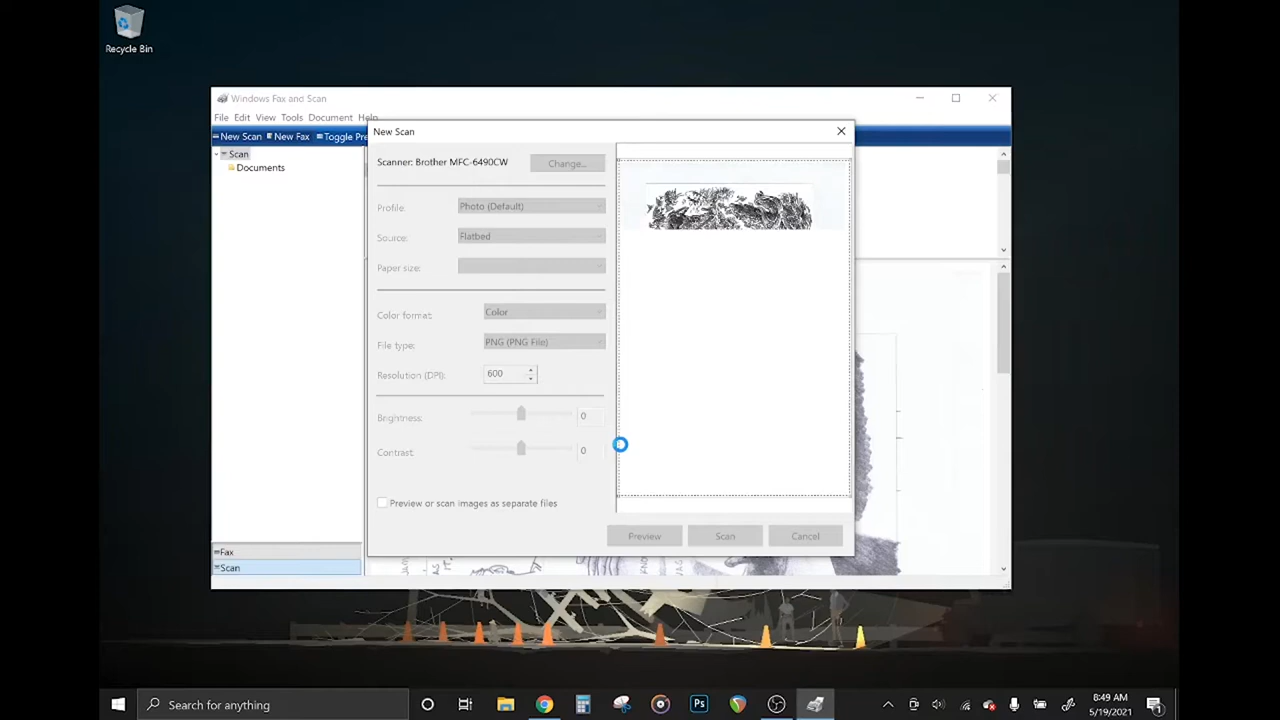 Recycle Bin
Windows Fax and Scan
File Edit View Tools Document Help
New Scan New Fax Toggle Pre
Scan
Documents
New Scan
Scanner: Brother MFC-6490CW
Change...
Profile: Photo (Default)
Source: Flatbed
Paper size:
Color format: Color
File type: PNG (PNG File)
Resolution (DPI): 600
Brightness: 0
Contrast: 0
Preview or scan images as separate files
Preview Scan Cancel
Fax
Scan
Search for anything
Ps
8:49 AM
5/19/2021
1